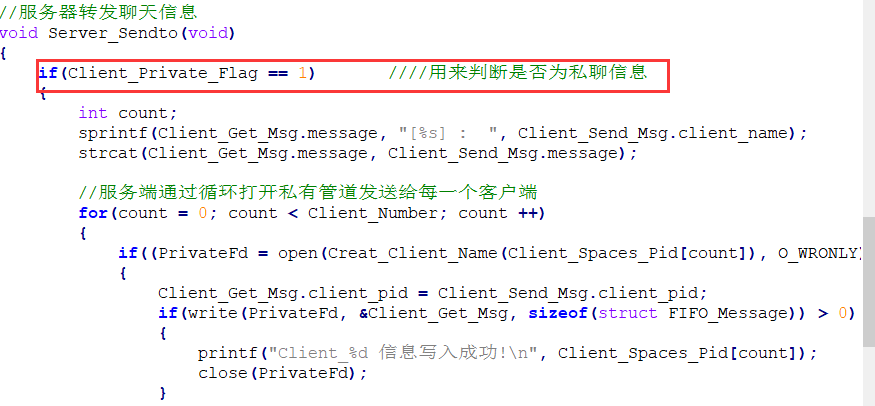 //服务器转发聊天信息
void Server_Sendto(void)
{
if(Client_Private_Flag == 1) ////用来判断是否为私聊信息
{
int count;
sprintf(Client_Get_Msg.message, "[%s] : ", Client_Send_Msg.client_name);
strcat(Client_Get_Msg.message, Client_Send_Msg.message);
//服务端通过循环打开私有管道发送给每一个客户端
for(count = 0; count < Client_Number; count ++)
{
if((PrivateFd = open(Creat_Client_Name(Client_Spaces_Pid[count]), O_WRONLY)
{
Client_Get_Msg.client_pid = Client_Send_Msg.client_pid;
if(write(PrivateFd, &Client_Get_Msg, sizeof(struct FIFO_Message)) > 0)
{
printf("Client_%d 信息写入成功!\n", Client_Spaces_Pid[count]);
close(PrivateFd);
}